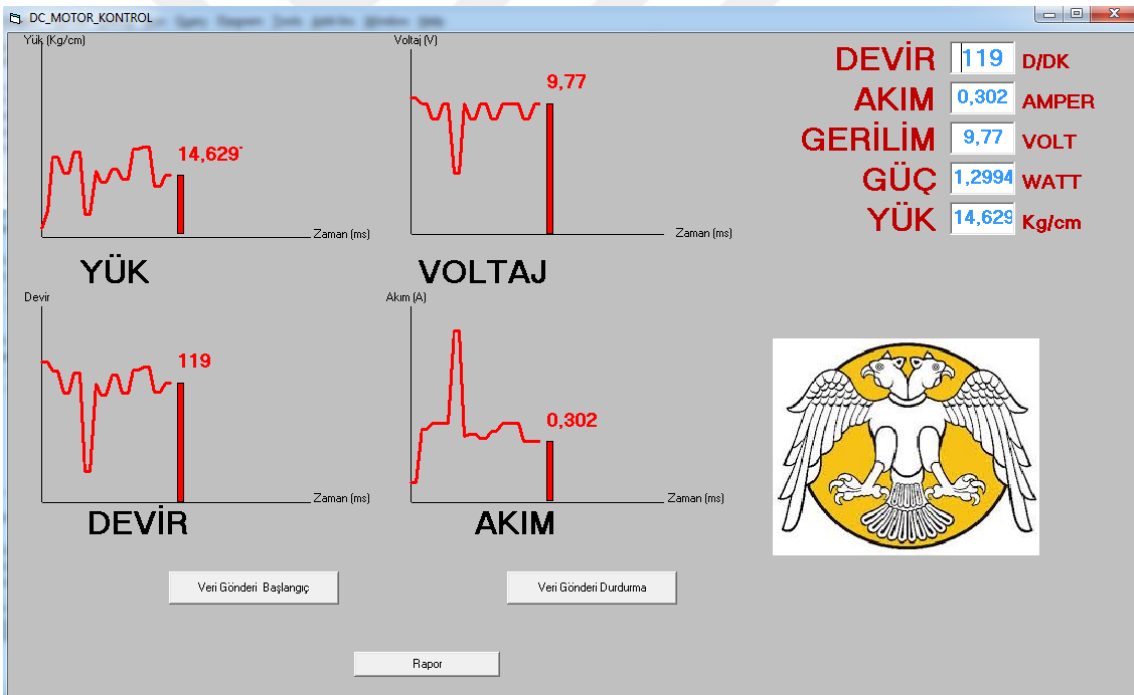 DC_MOTOR_KONTROL
Yük (Kg/cm)
14,629
Zaman (ms)
YÜK
Voltaj (V)
9,77
Zaman (ms)
VOLTAJ
DEVİR 119 D/DK
AKIM 0,302 AMPER
GERİLİM 9,77 VOLT
GÜÇ 1,2994 WATT
YÜK 14,629 Kg/cm
Devir
119
Zaman (ms)
DEVİR
Akım (A)
0,302
Zaman (ms)
AKIM
Veri Gönderi Başlangıç
Veri Gönderi Durdurma
Rapor